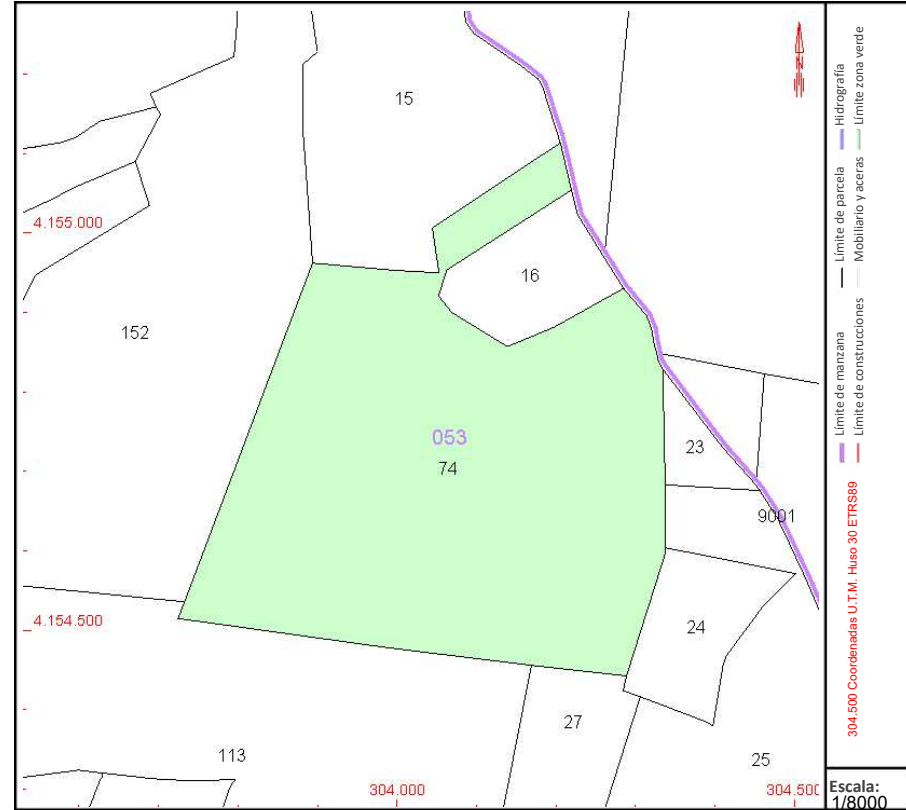 15
4.155.000
16
152
053
74
23
9001
4.154.500
24
27
113
25
304.000
304.500
Límite de manzana
Límite de parcela
Hidrografía
Límite de construcciones
Mobiliario y aceras
Límite zona verde
304.500 Coordenadas U.T.M. Huso 30 ETRS89
Escala:
1/8000